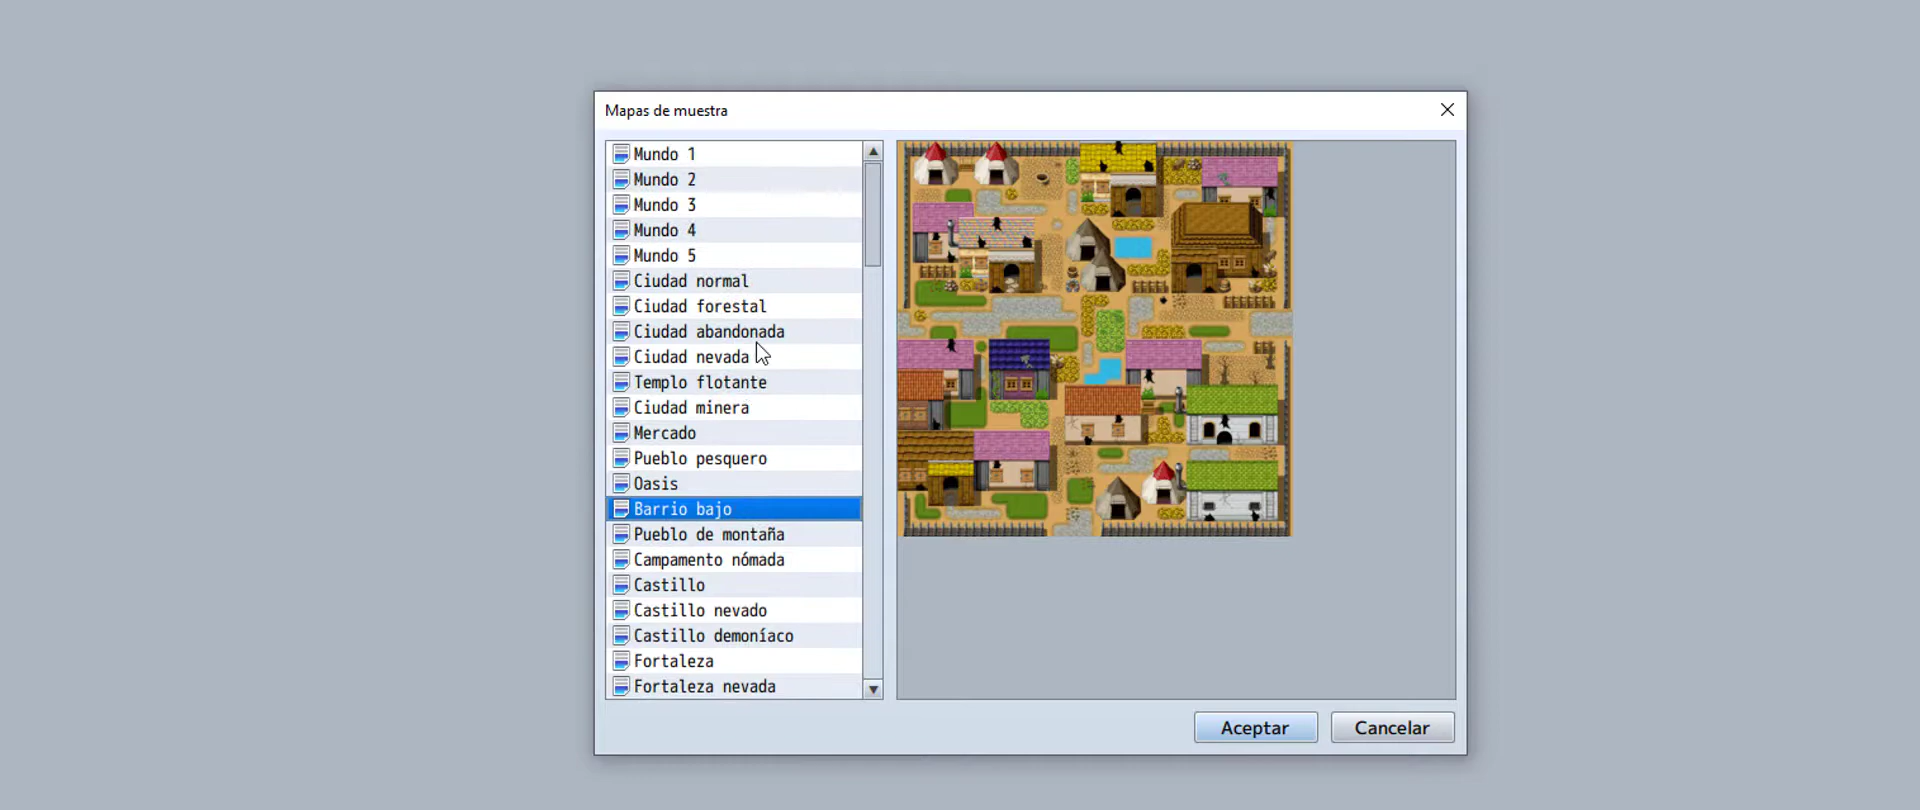 Mapas de muestra
Mundo 1
Mundo 2
Mundo 3
Mundo 4
Mundo 5
Ciudad normal
Ciudad forestal
Ciudad abandonada
Ciudad nevada
Templo flotante
Ciudad minera
Mercado
Pueblo pesquero
Oasis
Barrio bajo
Pueblo de montaña
Campamento nómada
Castillo
Castillo nevado
Castillo demoníaco
Fortaleza
Fortaleza nevada
Aceptar
Cancelar